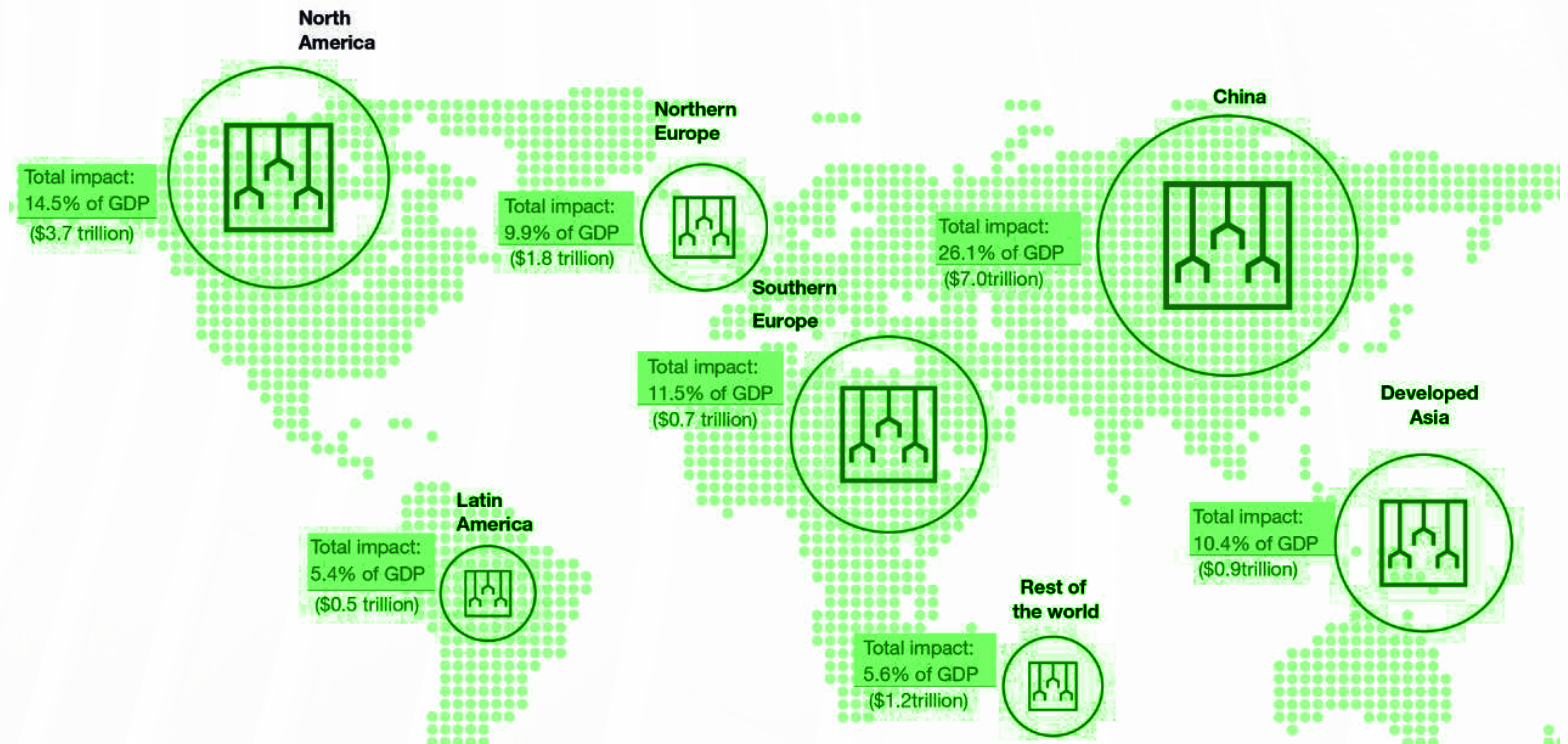 North
America
Total impact:
14.5% of GDP
($3.7 trillion)
Northern
Europe
Total impact:
9.9% of GDP
($1.8 trillion)
China
Total impact:
26.1% of GDP
($7.0trillion)
Southern
Europe
Total impact:
11.5% of GDP
($0.7 trillion)
Developed
Asia
Total impact:
10.4% of GDP
($0.9trillion)
Latin
America
Total impact:
5.4% of GDP
($0.5 trillion)
Rest of
the world
Total impact:
5.6% of GDP
($1.2trillion)